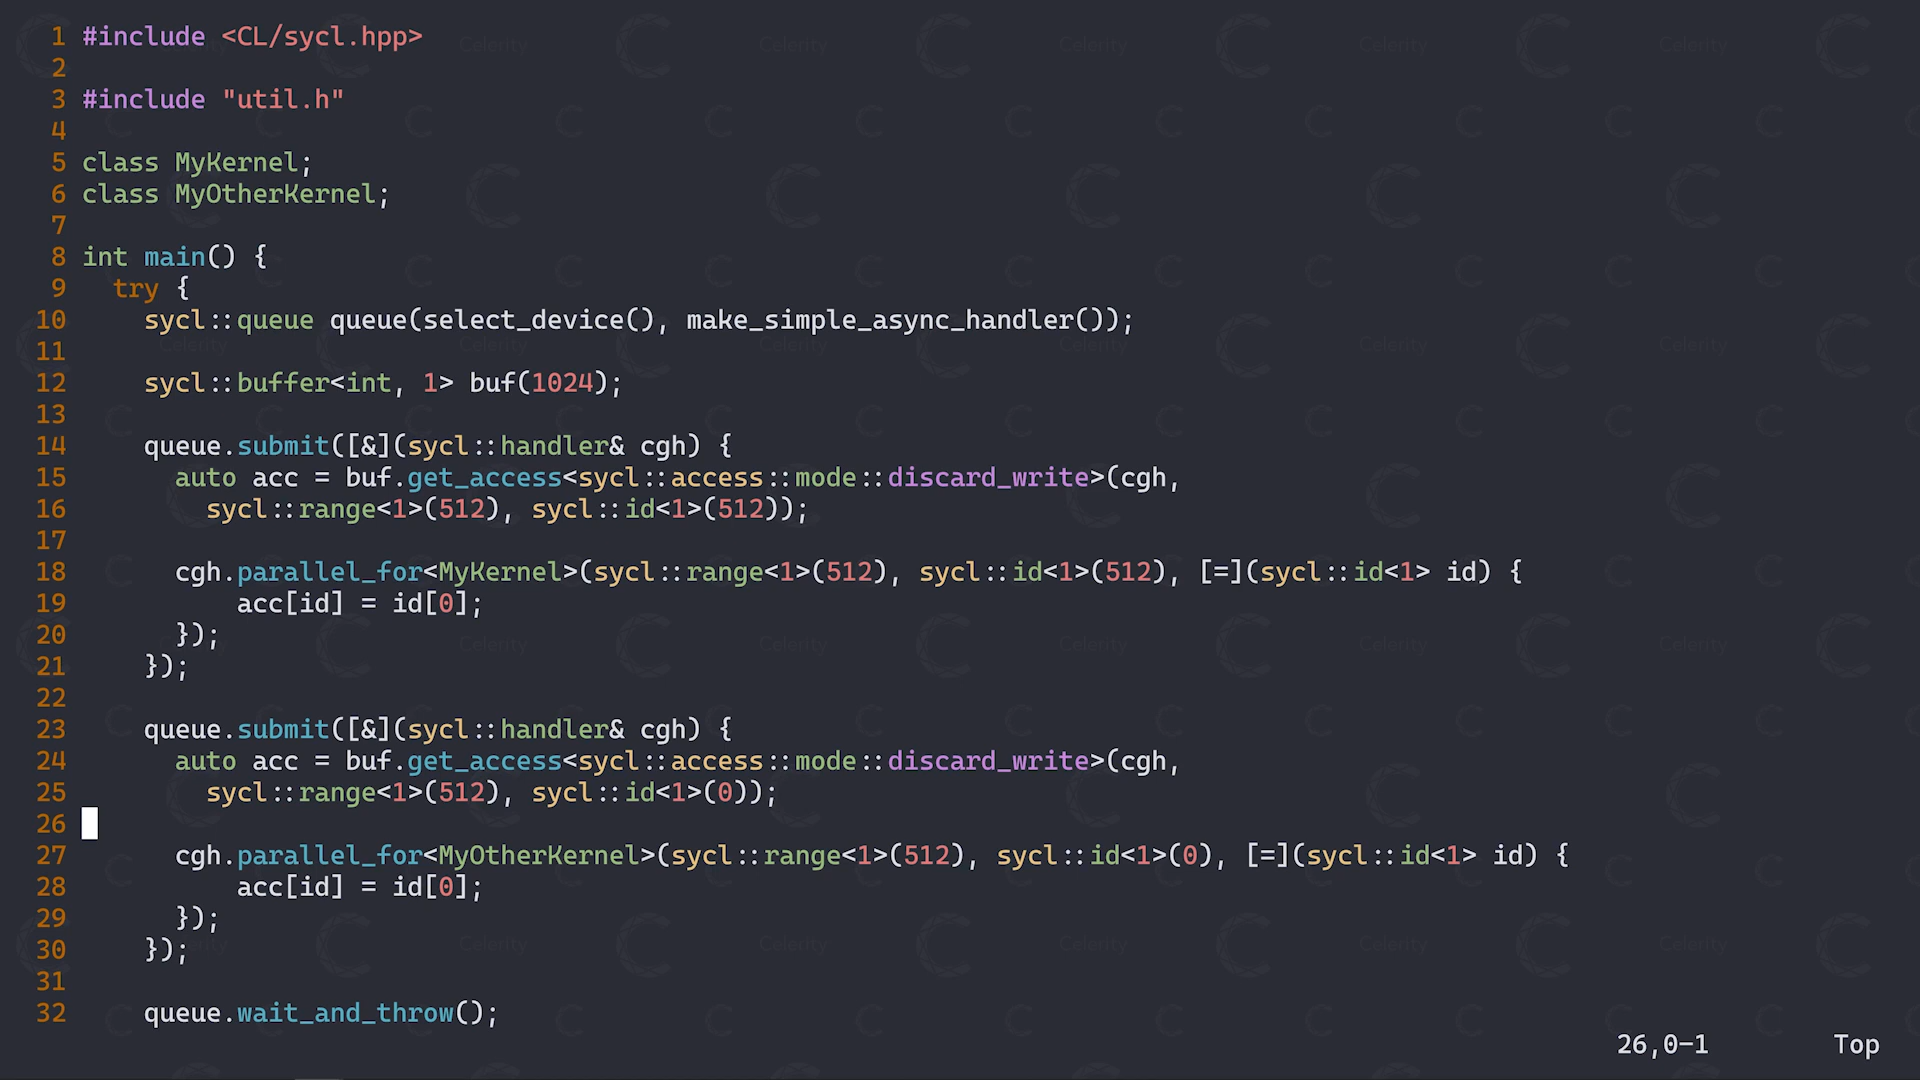 1 #include <CL/sycl.hpp>
2
3 #include "util.h"
4
5 class MyKernel;
6 class MyOtherKernel;
7
8 int main() {
9   try {
10     sycl::queue queue(select_device(), make_simple_async_handler());
11
12     sycl::buffer<int, 1> buf(1024);
13
14     queue.submit([&](sycl::handler& cgh) {
15       auto acc = buf.get_access<sycl::access::mode::discard_write>(cgh,
16         sycl::range<1>(512), sycl::id<1>(512));
17
18       cgh.parallel_for<MyKernel>(sycl::range<1>(512), sycl::id<1>(512), [=](sycl::id<1> id) {
19           acc[id] = id[0];
20       });
21     });
22
23     queue.submit([&](sycl::handler& cgh) {
24       auto acc = buf.get_access<sycl::access::mode::discard_write>(cgh,
25         sycl::range<1>(512), sycl::id<1>(0));
26
27       cgh.parallel_for<MyOtherKernel>(sycl::range<1>(512), sycl::id<1>(0), [=](sycl::id<1> id) {
28           acc[id] = id[0];
29       });
30     });
31
32     queue.wait_and_throw();
26,0-1 Top